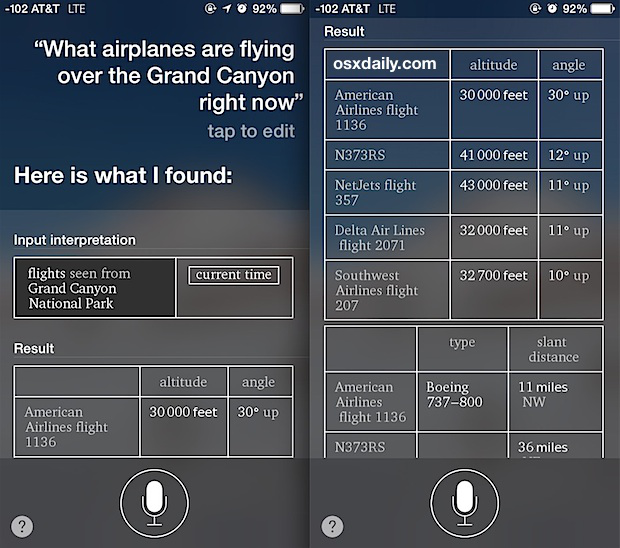 -102 AT&T LTE 92%
“What airplanes are flying
over the Grand Canyon
right now”
tap to edit
Here is what I found:
Input interpretation
flights seen from
Grand Canyon
National Park
current time
Result
altitude angle
American
Airlines flight
1136
30 000 feet 30° up
?
-102 AT&T LTE 92%
Result
osxdaily.com altitude angle
American
Airlines flight
1136
30 000 feet 30° up
N373RS 41 000 feet 12° up
NetJets flight
357
43 000 feet 11° up
Delta Air Lines
flight 2071
32 000 feet 11° up
Southwest
Airlines flight
207
32 700 feet 10° up
type slant
distance
American
Airlines
flight 1136
Boeing
737–800
11 miles
NW
N373RS 36 miles
?